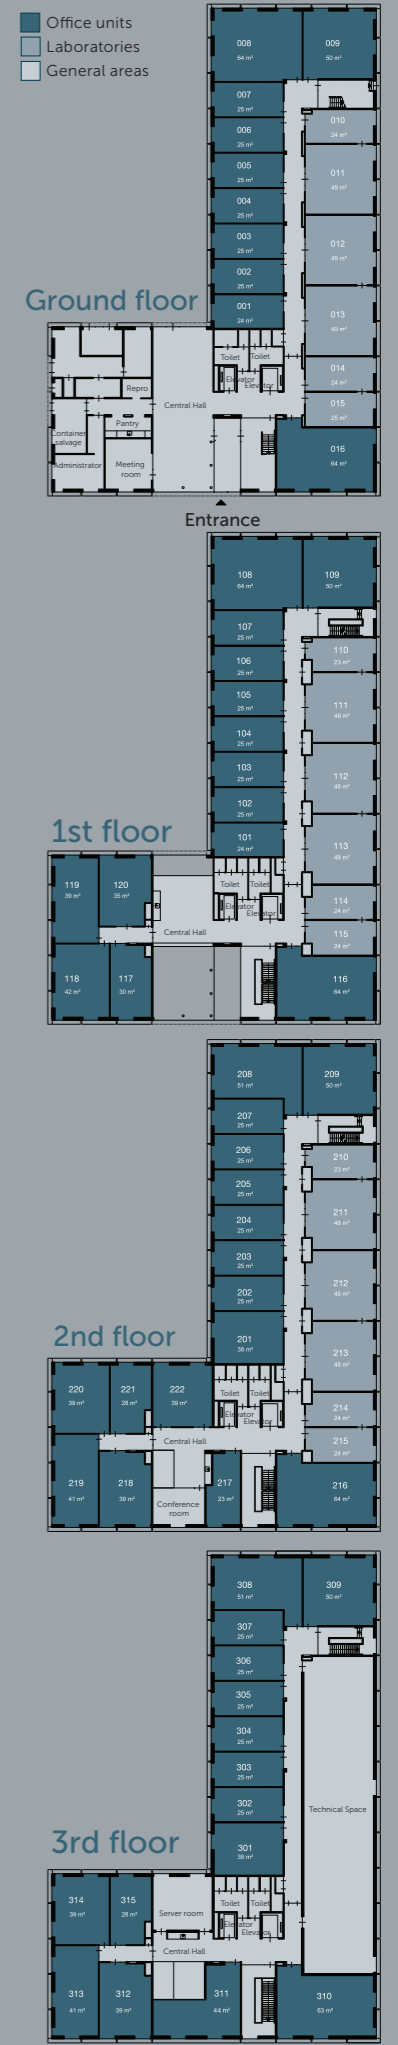 Office units
Laboratories
General areas
008
64 m²
009
50 m²
007
25 m²
010
24 m²
006
25 m²
005
25 m²
011
49 m²
004
25 m²
003
25 m²
012
49 m²
002
25 m²
Ground floor
001
24 m²
013
49 m²
Toilet
Toilet
014
24 m²
Elevator
Elevator
Repro
Central Hall
015
25 m²
Pantry
Container
salvage
016
64 m²
Administrator
Meeting
room
Entrance
108
64 m²
109
50 m²
107
25 m²
110
23 m²
106
25 m²
105
25 m²
111
48 m²
104
25 m²
103
25 m²
112
48 m²
102
25 m²
1st floor
101
24 m²
113
48 m²
119
39 m²
120
35 m²
Toilet
Toilet
114
24 m²
Elevator
Elevator
Central Hall
115
24 m²
118
42 m²
117
30 m²
116
64 m²
208
51 m²
209
50 m²
207
25 m²
206
25 m²
210
23 m²
205
25 m²
211
48 m²
204
25 m²
203
25 m²
212
48 m²
202
25 m²
2nd floor
201
38 m²
213
48 m²
220
39 m²
221
28 m²
222
39 m²
Toilet
Toilet
214
24 m²
Elevator
Elevator
Central Hall
215
24 m²
219
41 m²
218
39 m²
217
23 m²
216
64 m²
Conference
room
308
51 m²
309
50 m²
307
25 m²
306
25 m²
305
25 m²
304
25 m²
303
25 m²
302
25 m²
Technical Space
3rd floor
301
38 m²
314
39 m²
315
28 m²
Server room
Toilet
Toilet
Elevator
Elevator
Central Hall
313
41 m²
312
39 m²
311
44 m²
310
63 m²